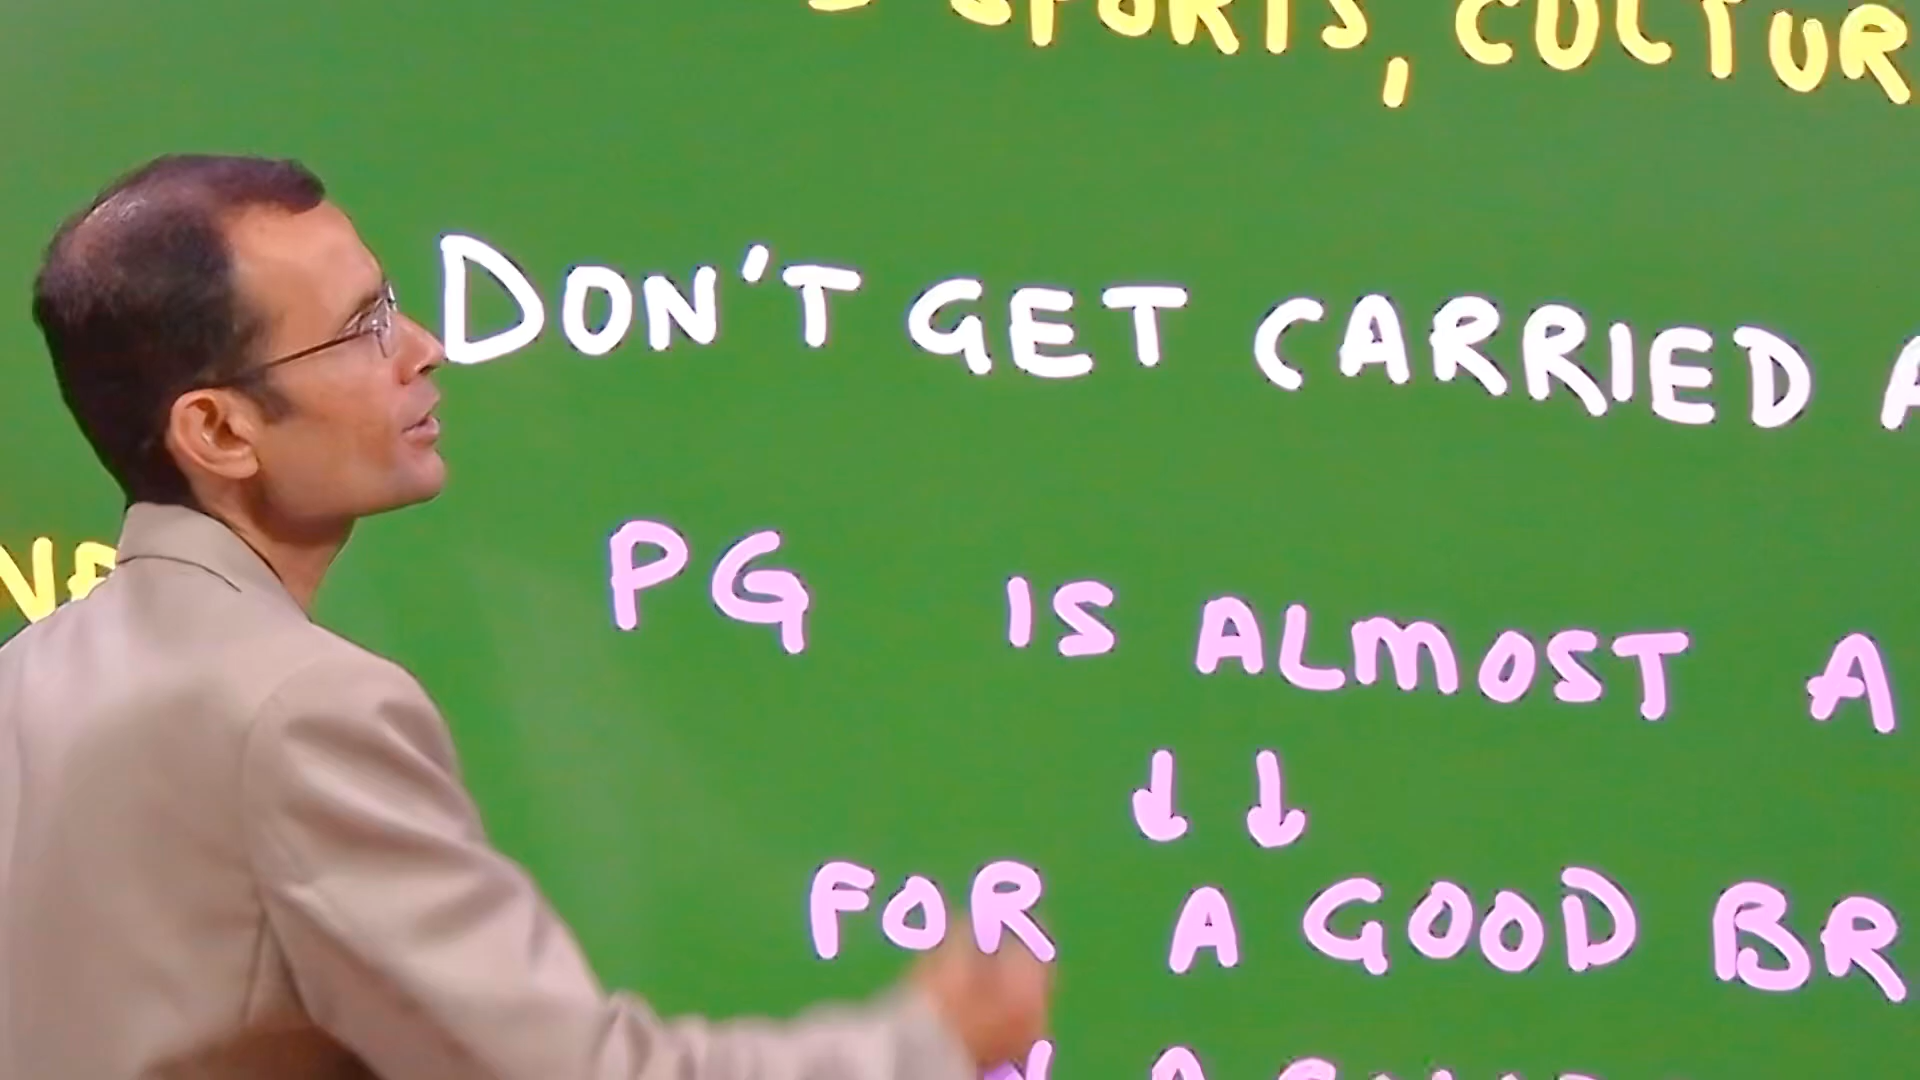 SPORTS, CULTUR
DON'T GET CARRIED A
PG IS ALMOST A
FOR A GOOD BR